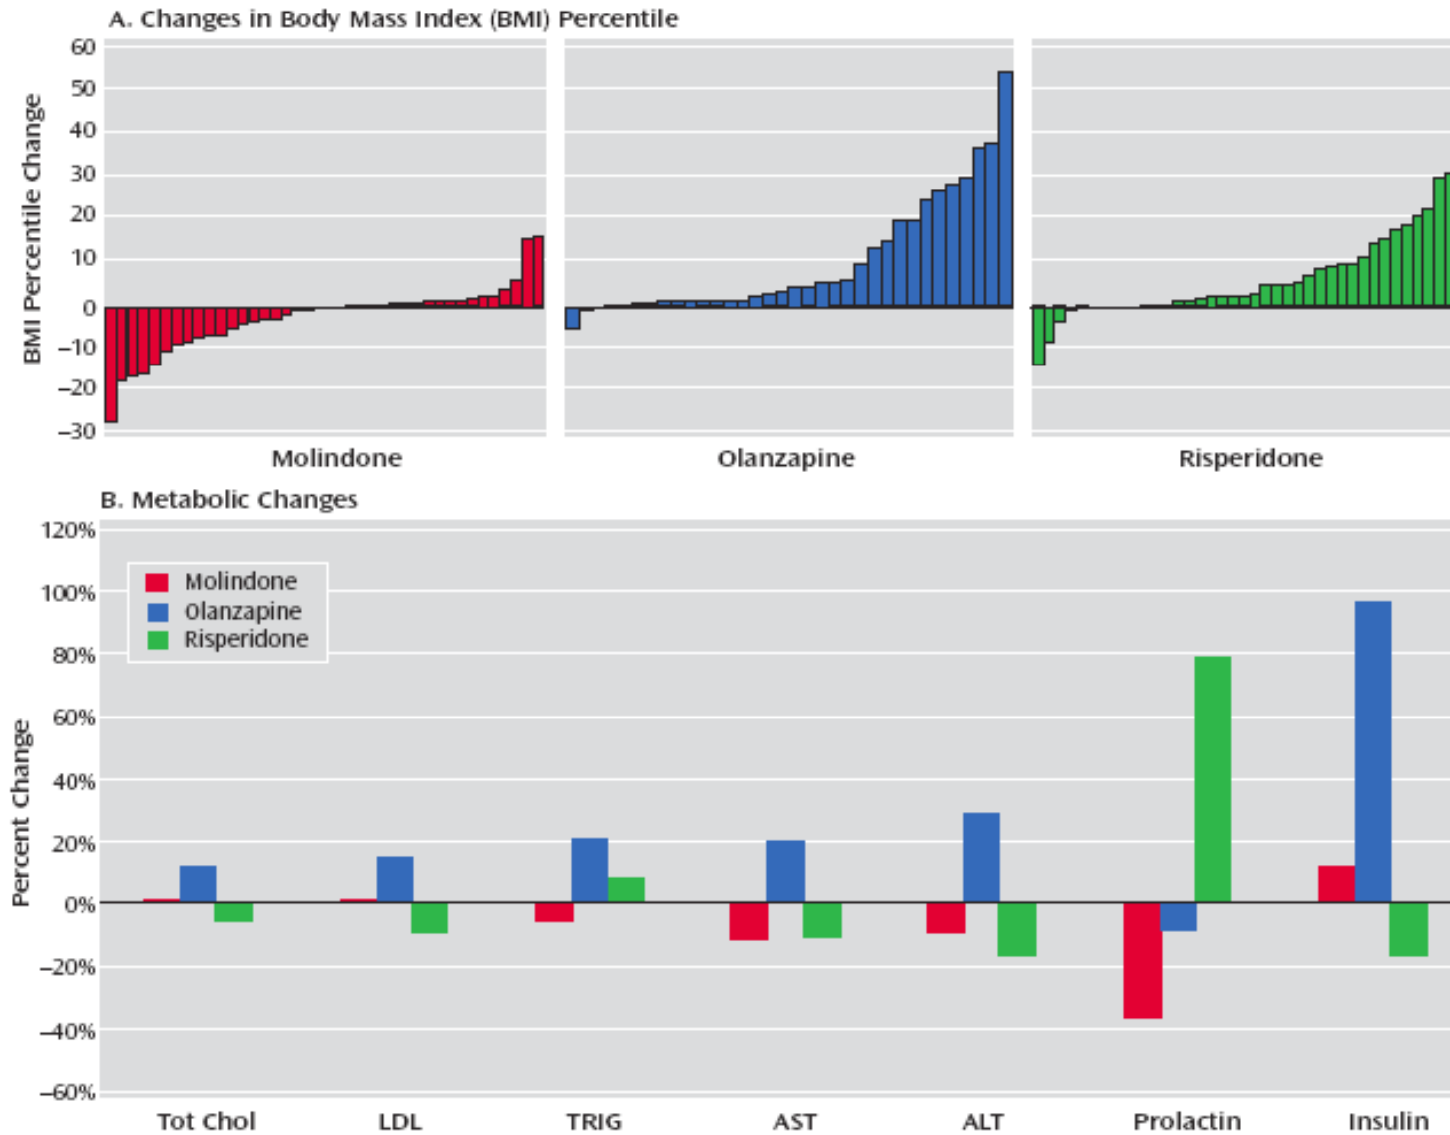 A. Changes in Body Mass Index (BMI) Percentile
60
50
40
30
20
10
0
–10
–20
–30
BMI Percentile Change
Molindone
Olanzapine
Risperidone
B. Metabolic Changes
120%
100%
80%
60%
40%
20%
0%
–20%
–40%
–60%
Percent Change
Molindone
Olanzapine
Risperidone
Tot Chol
LDL
TRIG
AST
ALT
Prolactin
Insulin